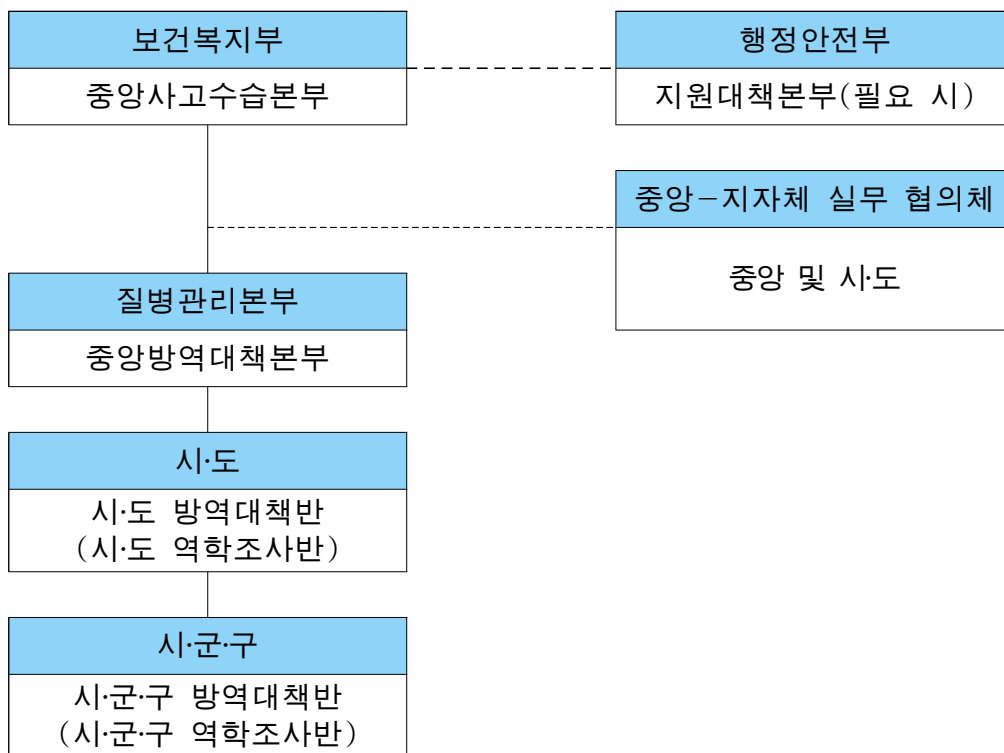 보건복지부
중앙사고수습본부
행정안전부
지원대책본부(필요 시)
중앙-지자체 실무 협의체
중앙 및 시·도
질병관리본부
중앙방역대책본부
시·도
시·도 방역대책반
(시·도 역학조사반)
시·군·구
시·군·구 방역대책반
(시·군·구 역학조사반)